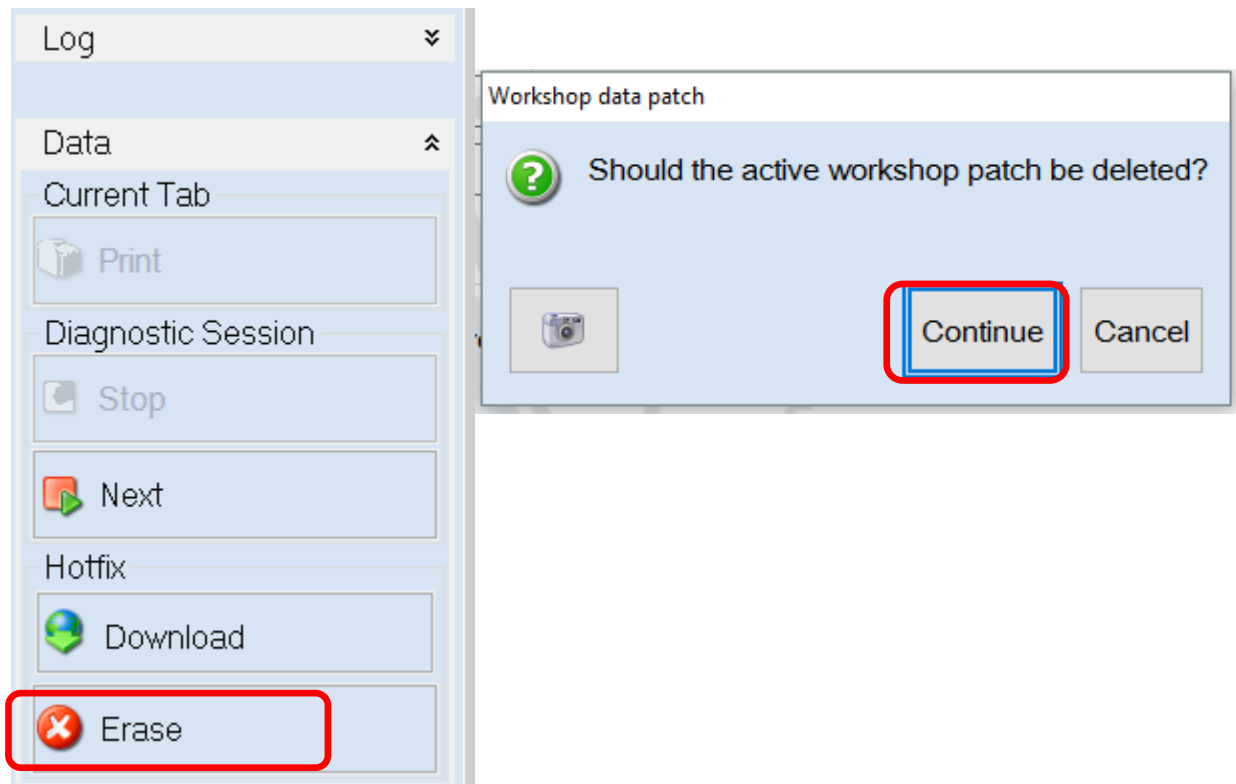 Log
Data
Current Tab
Print
Diagnostic Session
Stop
Next
Hotfix
Download
Erase
Workshop data patch
Should the active workshop patch be deleted?
Continue
Cancel